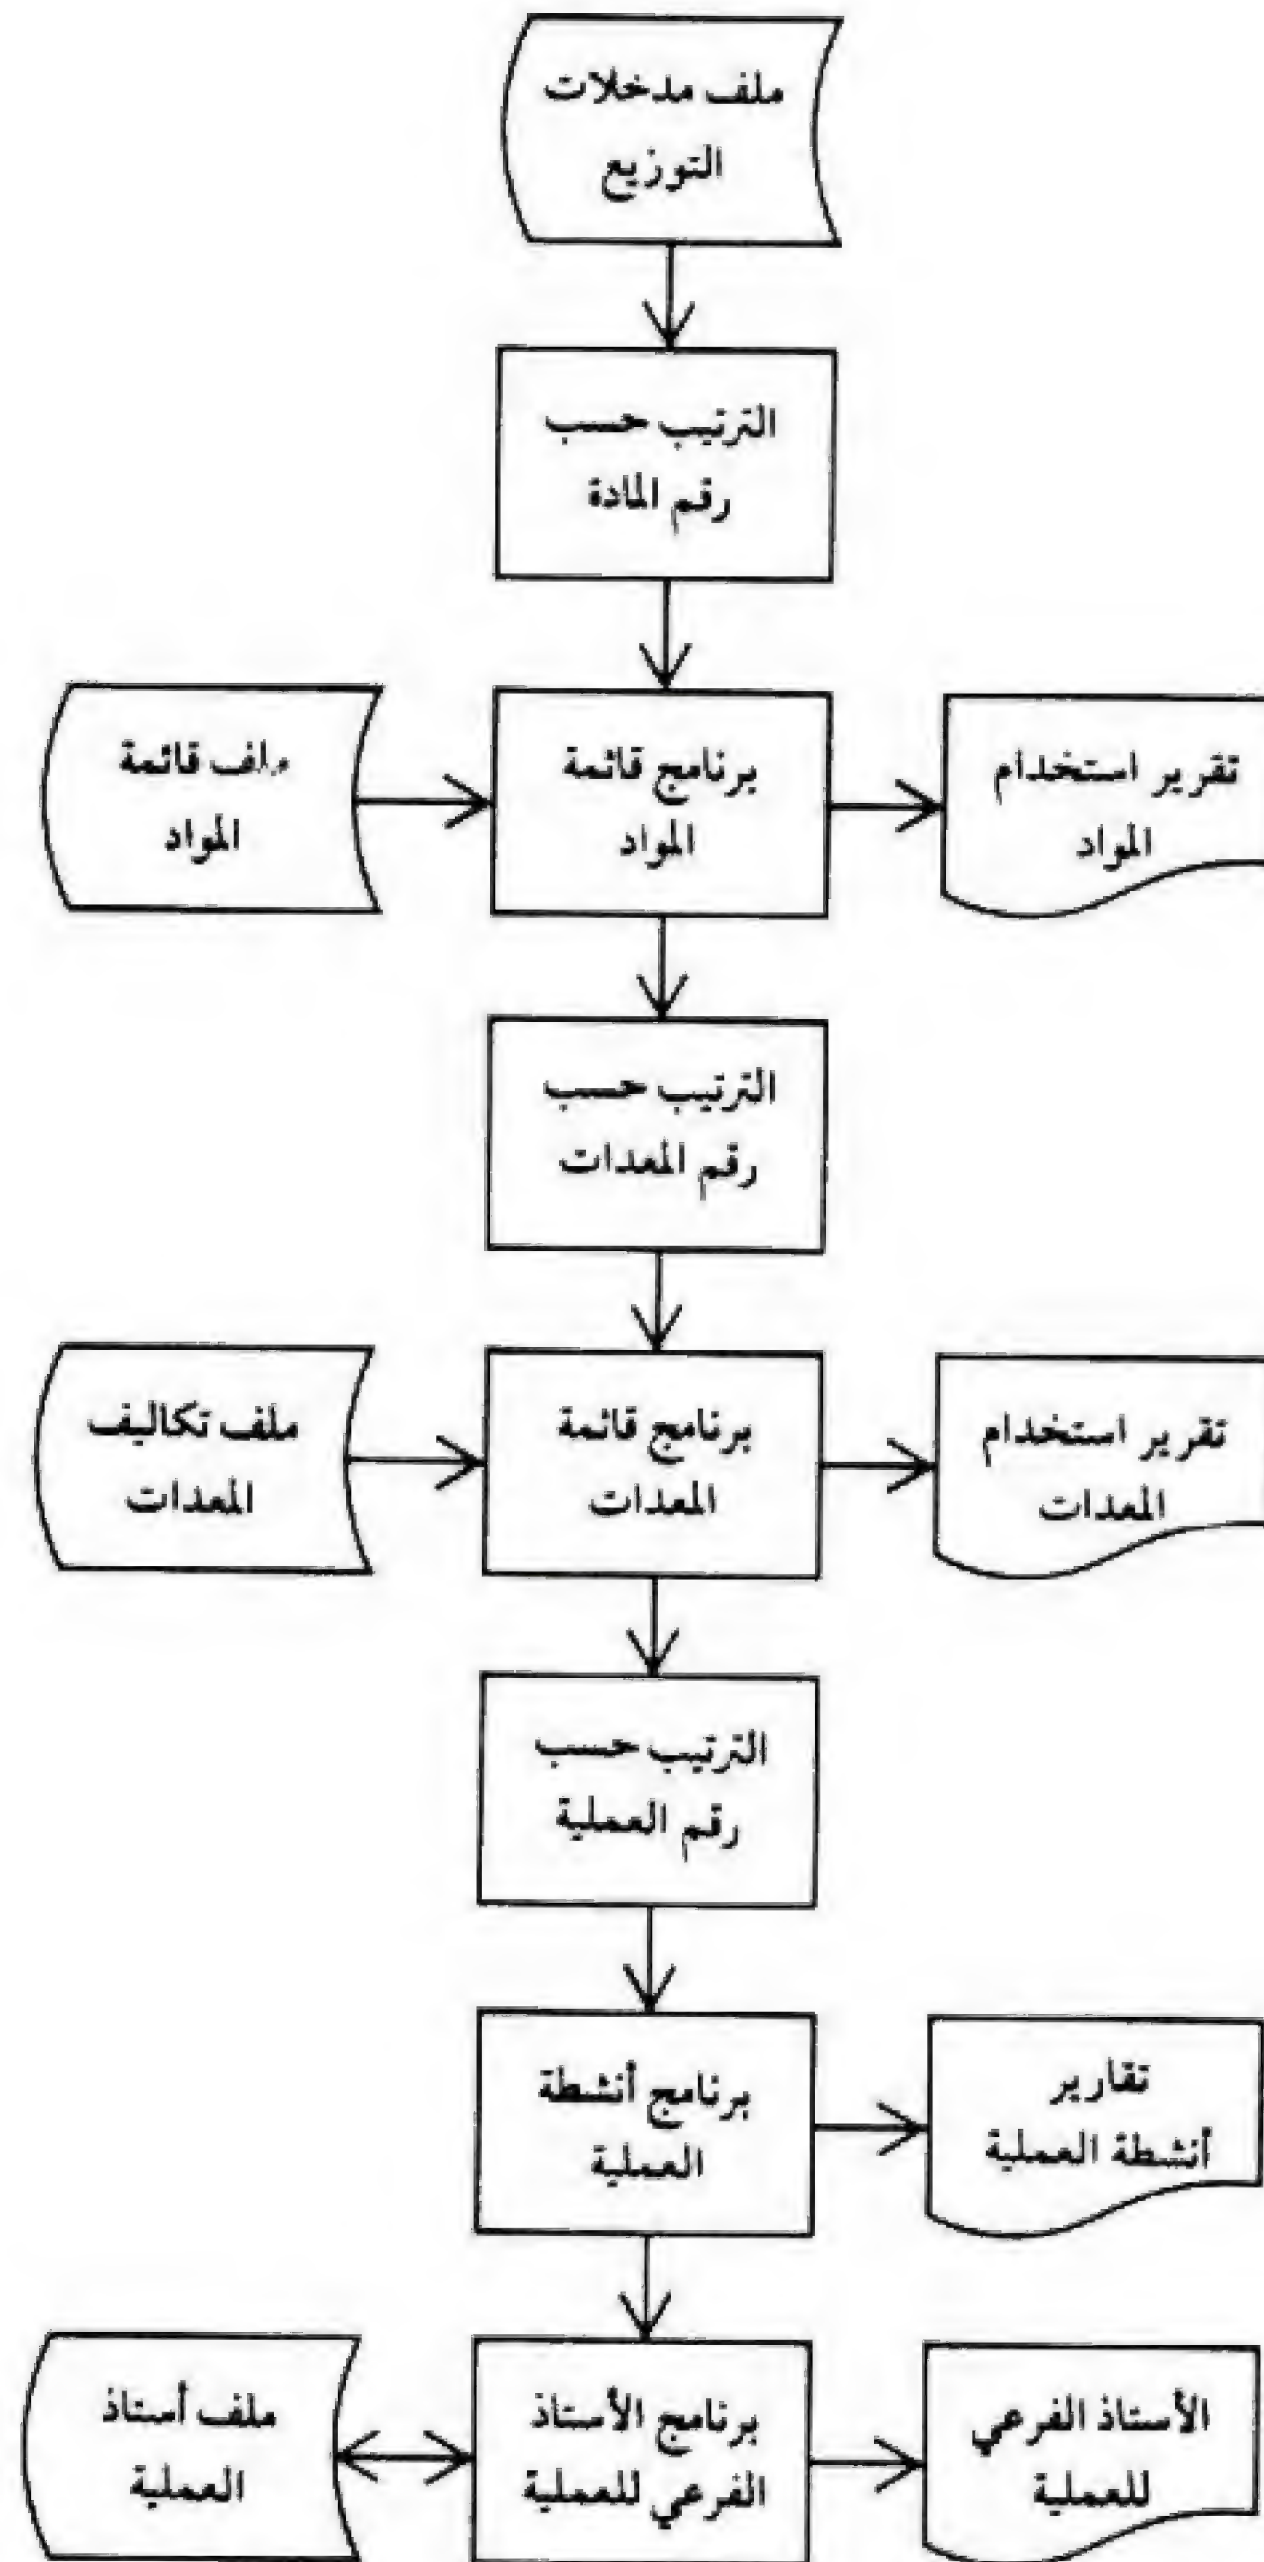 ملف مدخلات
التوزيع
الترتيب حسب
رقم المادة
تقرير استخدام
المواد
برنامج قائمة
المواد
ملف قائمة
المواد
الترتيب حسب
رقم المعدات
تقرير استخدام
المعدات
برنامج قائمة
المعدات
ملف تكاليف
المعدات
الترتيب حسب
رقم العملية
تقارير
أنشطة العملية
برنامج أنشطة
العملية
الأستاذ الفرعي
للعملية
برنامج الأستاذ
الفرعي للعملية
ملف أستاذ
العملية